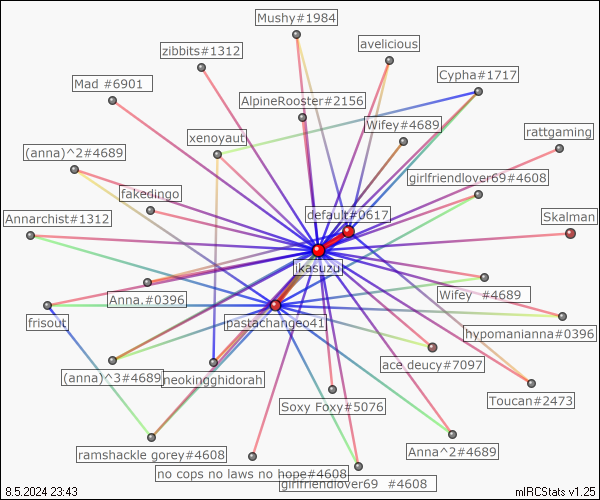 Mushy#1984
avelicious
zibbits#1312
Cypha#1717
Mad #6901
AlpineRooster#2156
Wifey#4689
rattgaming
xenoyaut
(anna)^2#4689
girlfriendlover69#4608
fakedingo
Annarchist#1312
default#0617
Skalman
jikasuzu
Anna.#0396
Wifey #4689
frisout
pastachangeo41
hypomanianna#0396
ace deucy#7097
(anna)^3#4689
neokingghidorah
Toucan#2473
Soxy Foxy#5076
ramshackle gorey#4608
Anna^2#4689
no cops no laws no hope#4608
girlfriendlover69 #4608
8.5.2024 23:43
mIRCStats v1.25